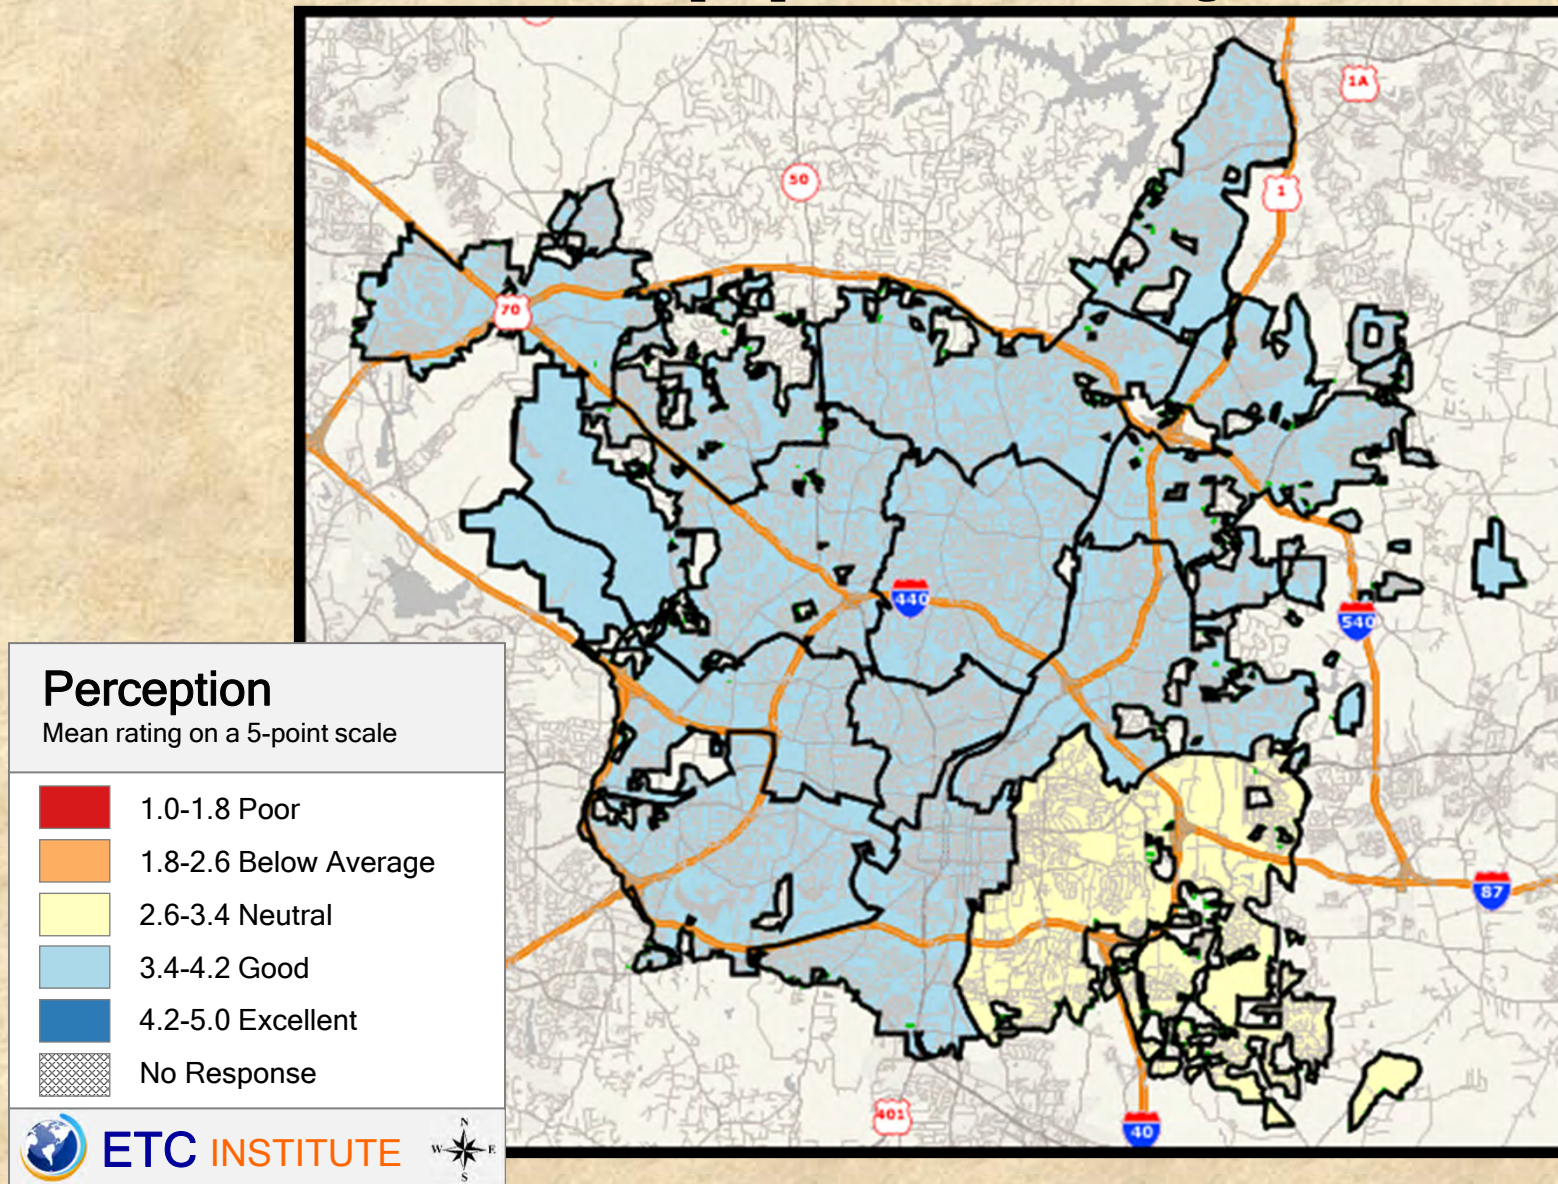 1A
50
1
70
440
540
87
401
40
Perception
Mean rating on a 5-point scale
1.0-1.8 Poor
1.8-2.6 Below Average
2.6-3.4 Neutral
3.4-4.2 Good
4.2-5.0 Excellent
No Response
ETC INSTITUTE
N
W E
S